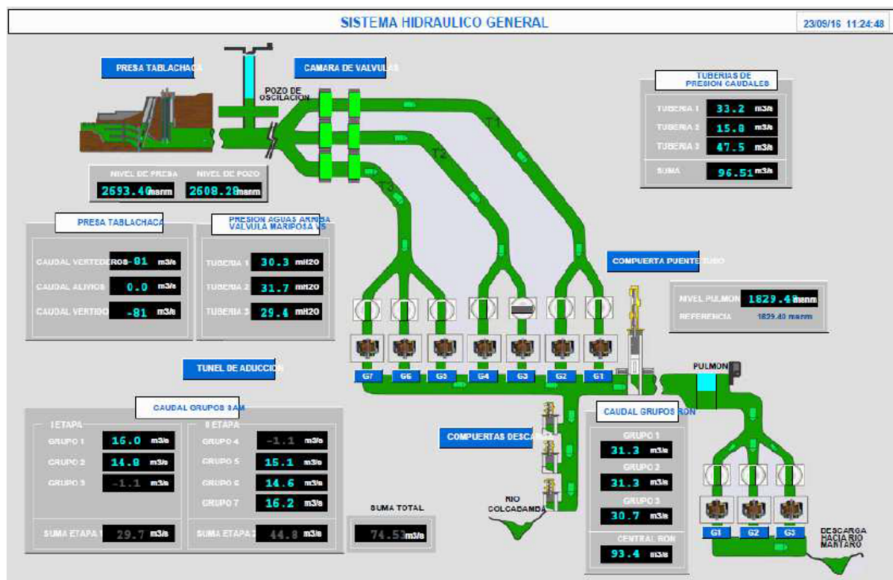 SISTEMA HIDRAULICO GENERAL
23/09/16 11:24:48
PRESA TABLACHACA
CAMARA DE VALVULAS
POZO DE
OSCILACION
T1
T2
T3
TUBERIAS DE
PRESION CAUDALES
TUBERIA 1 33.2 m3/s
TUBERIA 2 15.8 m3/s
TUBERIA 3 47.5 m3/s
SUMA 96.51 m3/s
NIVEL DE PRESA NIVEL DE POZO
2693.40 msnm 2608.28 msnm
PRESA TABLACHACA
CAUDAL VERTEDEROS -81 m3/s
CAUDAL ALIVIOS 0.0 m3/s
CAUDAL VERTIDO -81 m3/s
PRESION AGUAS ARRIBA
VALVULA MARIPOSA VS
TUBERIA 1 30.3 mH2O
TUBERIA 2 31.7 mH2O
TUBERIA 3 29.4 mH2O
COMPUERTA PUENTE TUBO
NIVEL PULMON 1829.48 msnm
REFERENCIA 1829.40 msnm
TUNEL DE ADUCCION
G7 G6 G5 G4 G3 G2 G1
PULMON
CAUDAL GRUPOS SAM
I ETAPA
GRUPO 1 16.0 m3/s
GRUPO 2 14.8 m3/s
GRUPO 3 -1.1 m3/s
SUMA ETAPA 1 29.7 m3/s
II ETAPA
GRUPO 4 -1.1 m3/s
GRUPO 5 15.1 m3/s
GRUPO 6 14.6 m3/s
GRUPO 7 16.2 m3/s
SUMA ETAPA 2 44.8 m3/s
SUMA TOTAL
74.53 m3/s
COMPUERTAS DESCARGA
RIO
COLCABAMBA
CAUDAL GRUPOS RON
GRUPO 1
31.3 m3/s
GRUPO 2
31.3 m3/s
GRUPO 3
30.7 m3/s
CENTRAL RON
93.4 m3/s
G1 G2 G3
DESCARGA
HACIA RIO
MANTARO